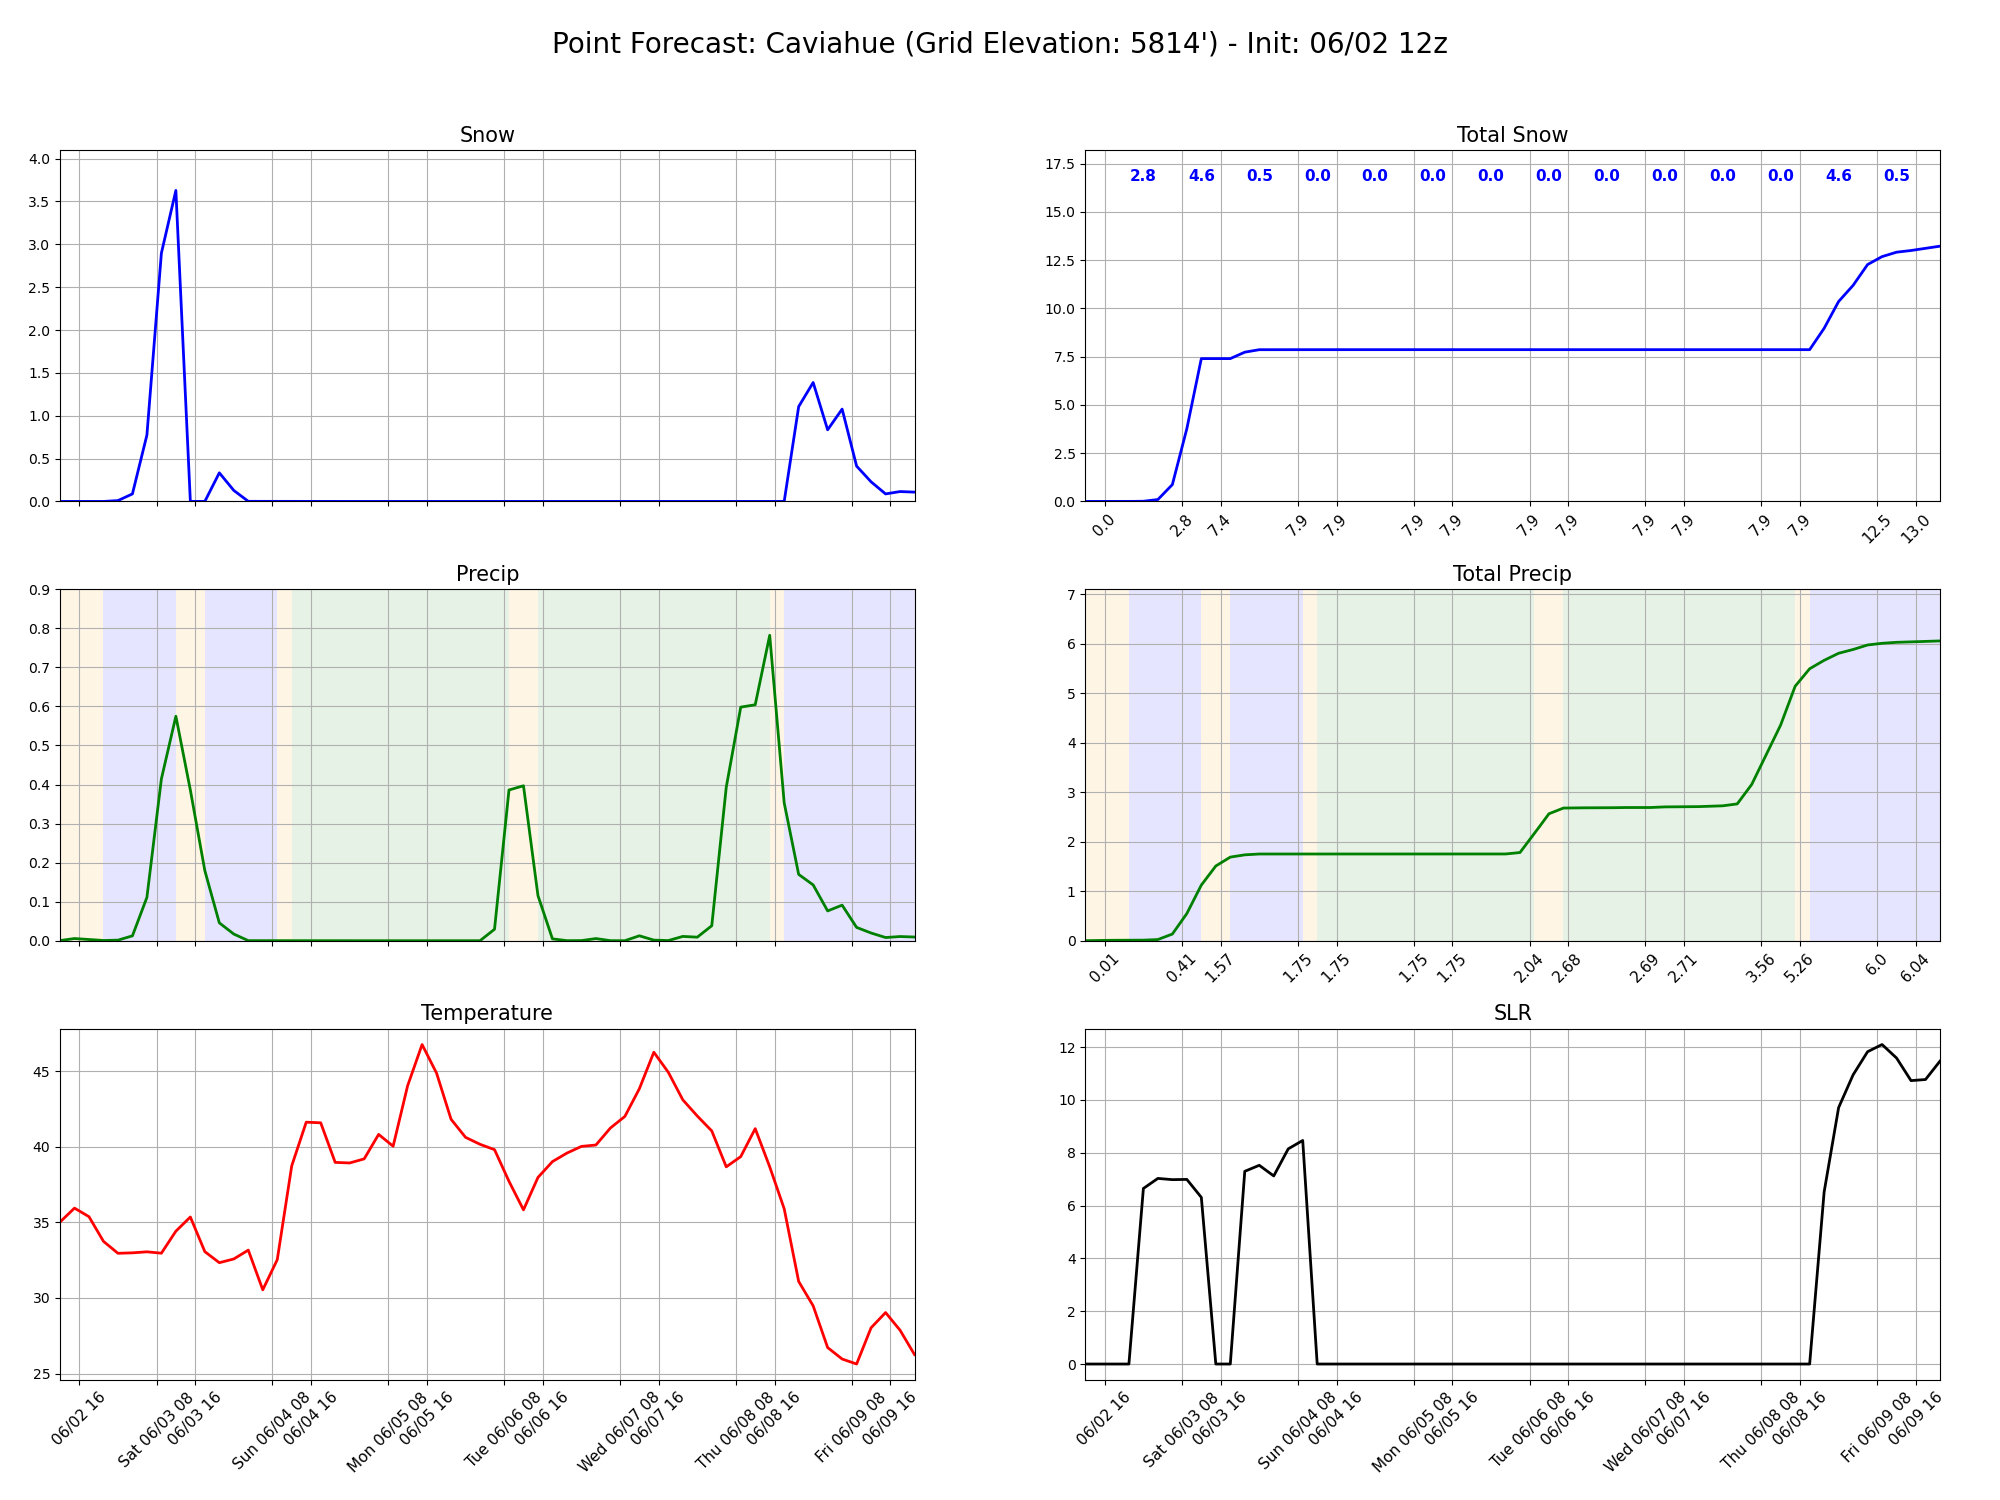 Point Forecast: Caviahue (Grid Elevation: 5814') - Init: 06/02 12z
Snow
4.0
3.5
3.0
2.5
2.0
1.5
1.0
0.5
0.0
Total Snow
17.5
15.0
12.5
10.0
7.5
5.0
2.5
0.0
2.8 4.6 0.5 0.0 0.0 0.0 0.0 0.0 0.0 0.0 0.0 0.0 4.6 0.5
0.0 2.8 7.4 7.9 7.9 7.9 7.9 7.9 7.9 7.9 7.9 7.9 7.9 12.5 13.0
Precip
0.9
0.8
0.7
0.6
0.5
0.4
0.3
0.2
0.1
0.0
Total Precip
7
6
5
4
3
2
1
0
0.01 0.41 1.57 1.75 1.75 1.75 1.75 2.04 2.68 2.69 2.71 3.56 5.26 6.0 6.04
Temperature
45
40
35
30
25
06/02 16
Sat 06/03 08
06/03 16
Sun 06/04 08
06/04 16
Mon 06/05 08
06/05 16
Tue 06/06 08
06/06 16
Wed 06/07 08
06/07 16
Thu 06/08 08
06/08 16
Fri 06/09 08
06/09 16
SLR
12
10
8
6
4
2
0
06/02 16
Sat 06/03 08
06/03 16
Sun 06/04 08
06/04 16
Mon 06/05 08
06/05 16
Tue 06/06 08
06/06 16
Wed 06/07 08
06/07 16
Thu 06/08 08
06/08 16
Fri 06/09 08
06/09 16